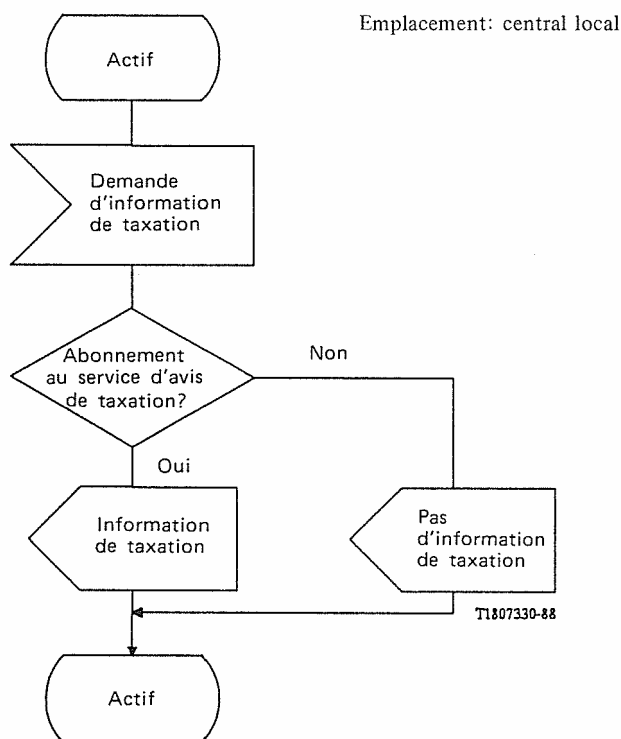 Emplacement: central local
Actif
Demande
d'information
de taxation
Abonnement
au service d'avis
de taxation?
Non
Oui
Information
de taxation
Pas
d'information
de taxation
T1807330-88
Actif